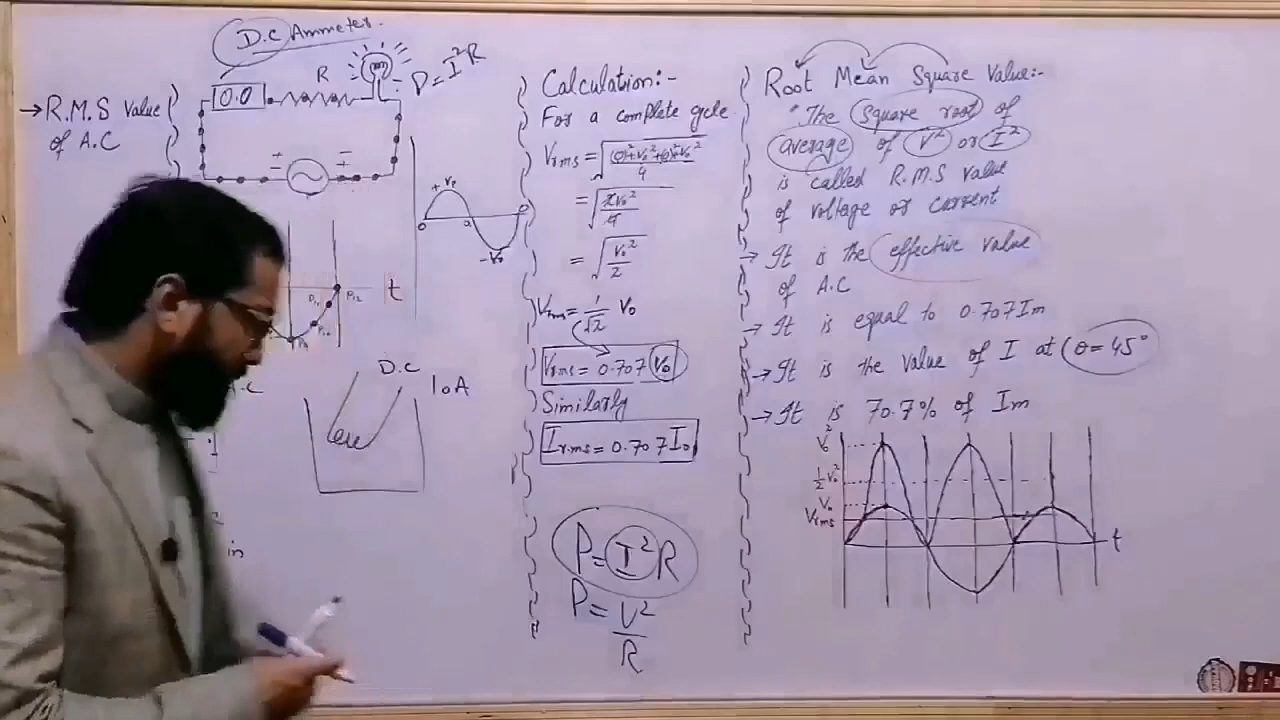 D.C Ammeter.
→R.M.S Value
of A.C
0.0
R
P=I²R
+V₀
0
-V₀
t
P₁₂
D.C
10A
in
Calculation:-
For a complete cycle
Vrms = √(0)²+V₀²+(0)²+V₀²/4
= √2V₀²/4
= √V₀²/2
Vrms = 1/√2 V₀
Vrms = 0.707 V₀
Similarly
Irms = 0.707 I₀
P=I²R
P=V²/R
Root Mean Square Value:-
"The square root of
average of V² or I²
is called R.M.S value
of voltage or current
→ It is the effective value
of A.C
→ It is equal to 0.707Im
→ It is the value of I at (θ=45°
→ It is 70.7% of Im
V₀²
½V₀²
V₀
Vrms
t